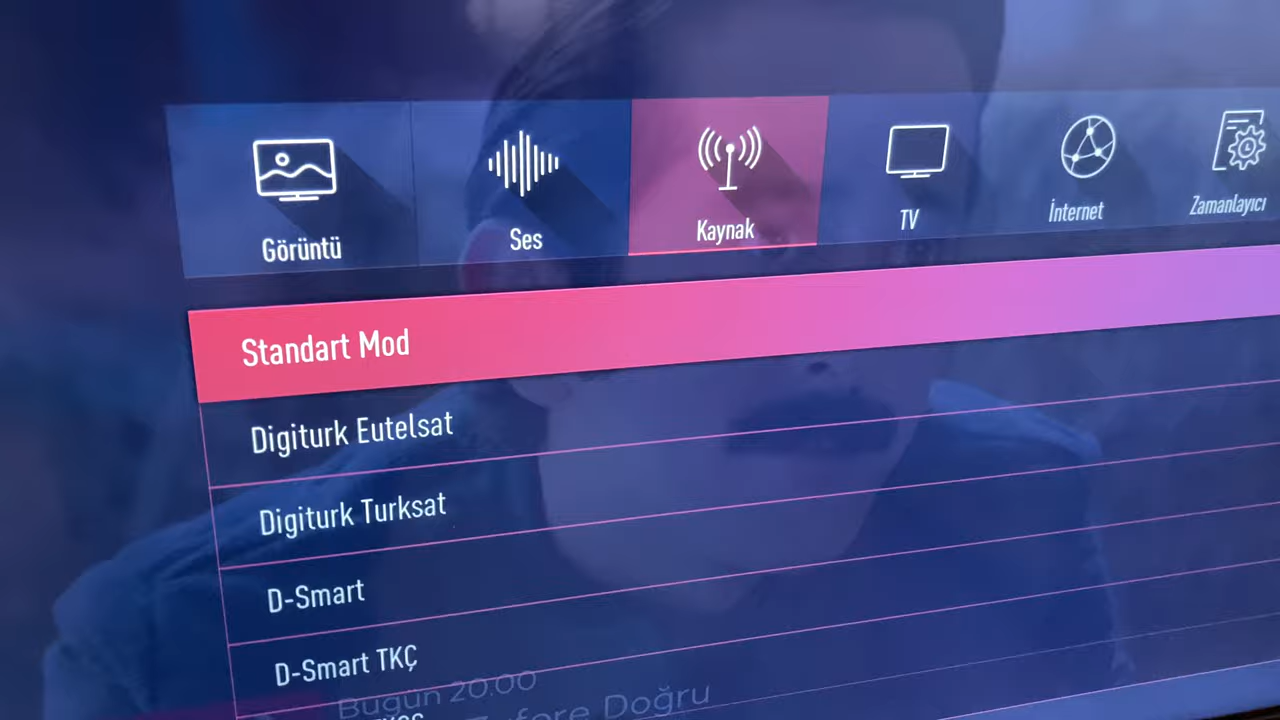 Görüntü
Ses
Kaynak
TV
İnternet
Zamanlayıcı
Standart Mod
Digiturk Eutelsat
Digiturk Turksat
D-Smart
D-Smart TKÇ
Bugün 20.00
Doğru